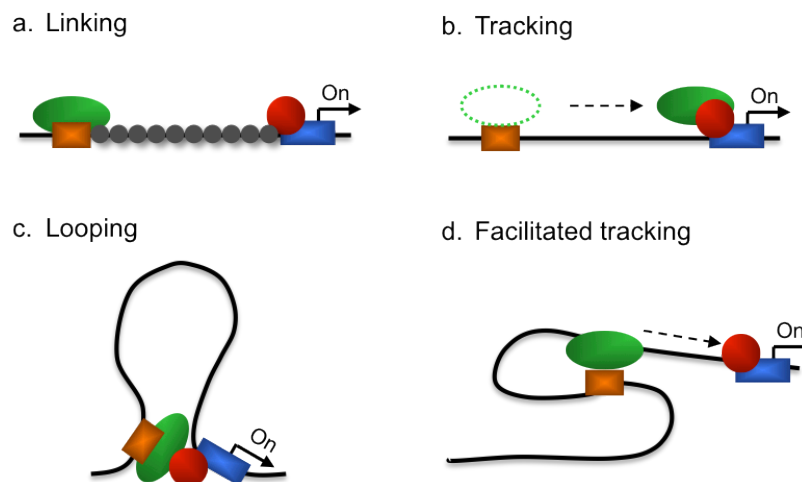 a. Linking
b. Tracking
On
On
c. Looping
d. Facilitated tracking
On
On